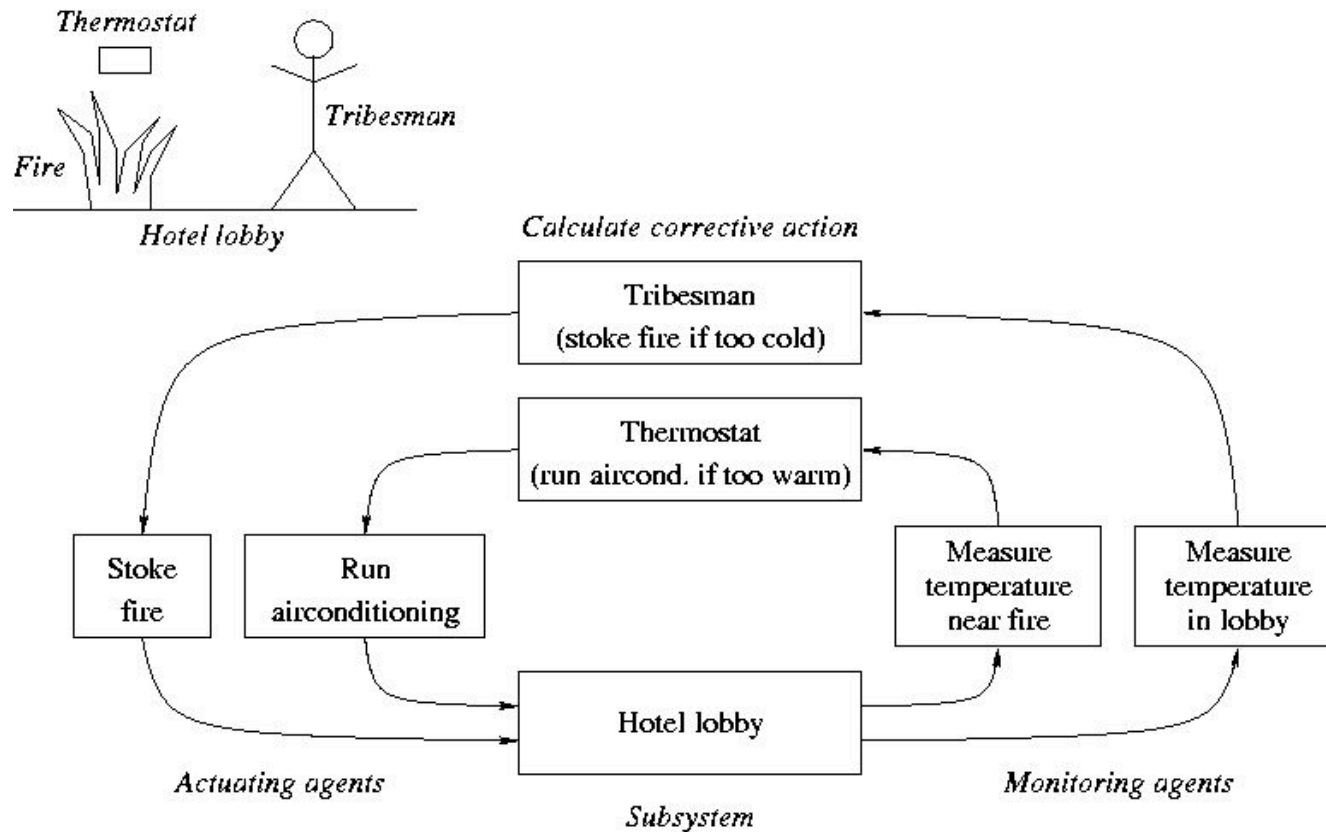 Thermostat
Tribesman
Fire
Hotel lobby
Calculate corrective action
Tribesman
(stoke fire if too cold)
Thermostat
(run aircond. if too warm)
Stoke
fire
Run
airconditioning
Measure
temperature
near fire
Measure
temperature
in lobby
Hotel lobby
Actuating agents
Monitoring agents
Subsystem